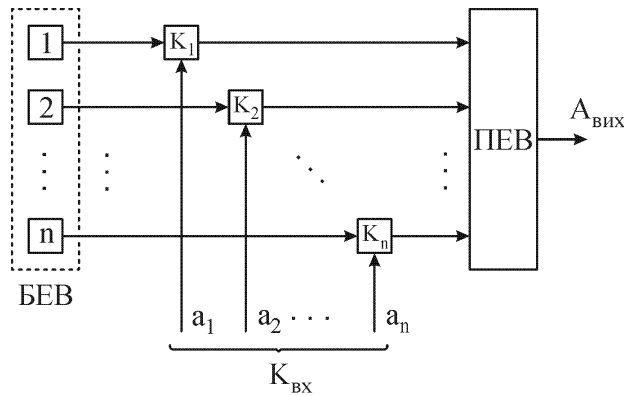 1 K₁
2 K₂ ПЕВ Aвих
n Kₙ
БЕВ
a₁ a₂ ... aₙ
Kвх